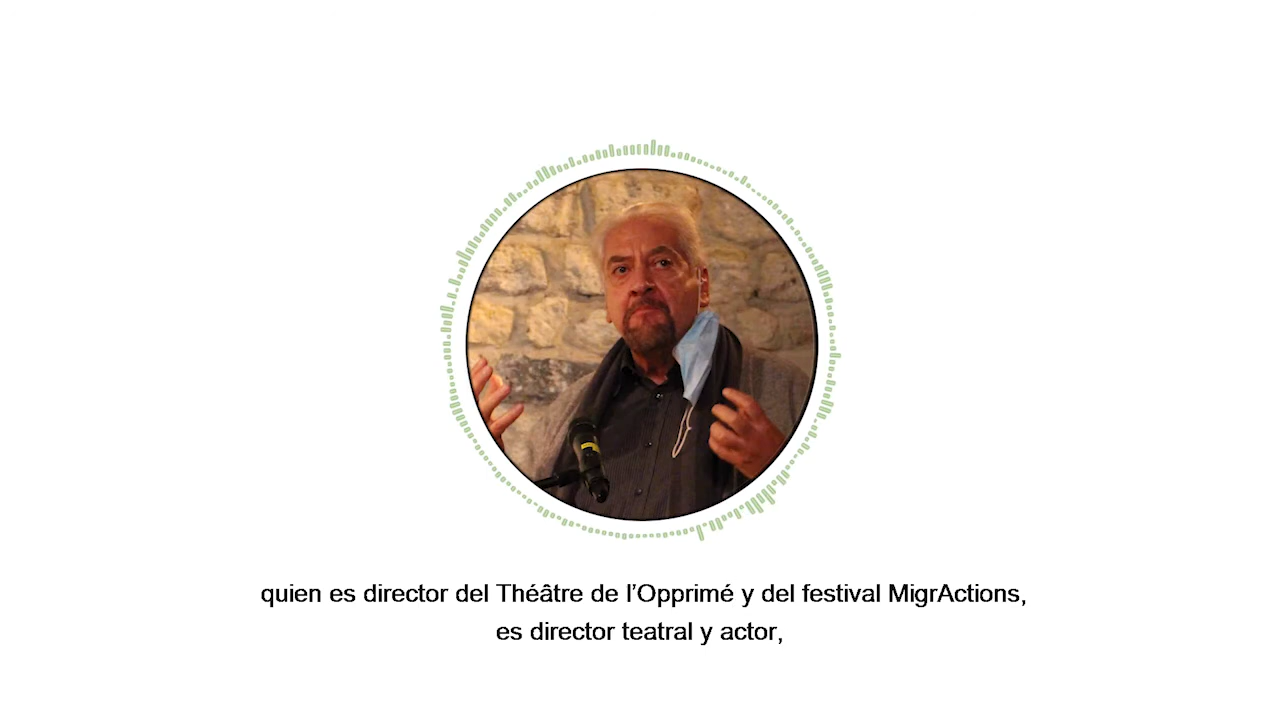 quien es director del Théâtre de l’Opprimé y del festival MigrActions,
es director teatral y actor,